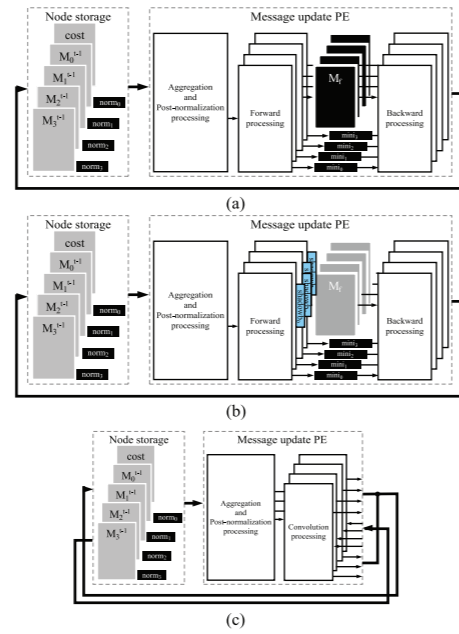 Node storage
Message update PE
cost
M₀ᵗ⁻¹
M₁ᵗ⁻¹
M₂ᵗ⁻¹
M₃ᵗ⁻¹
norm₀
norm₁
norm₂
norm₃
Aggregation
and
Post-normalization
processing
Forward
processing
Mf
mini₃
mini₂
mini₁
mini₀
Backward
processing
(a)
Node storage
Message update PE
cost
M₀ᵗ⁻¹
M₁ᵗ⁻¹
M₂ᵗ⁻¹
M₃ᵗ⁻¹
norm₀
norm₁
norm₂
norm₃
Aggregation
and
Post-normalization
processing
Forward
processing
Mf
mini₃
mini₂
mini₁
mini₀
Backward
processing
(b)
Node storage
Message update PE
cost
M₀ᵗ⁻¹
M₁ᵗ⁻¹
M₂ᵗ⁻¹
M₃ᵗ⁻¹
norm₀
norm₁
norm₂
norm₃
Aggregation
and
Post-normalization
processing
Convolution
processing
(c)